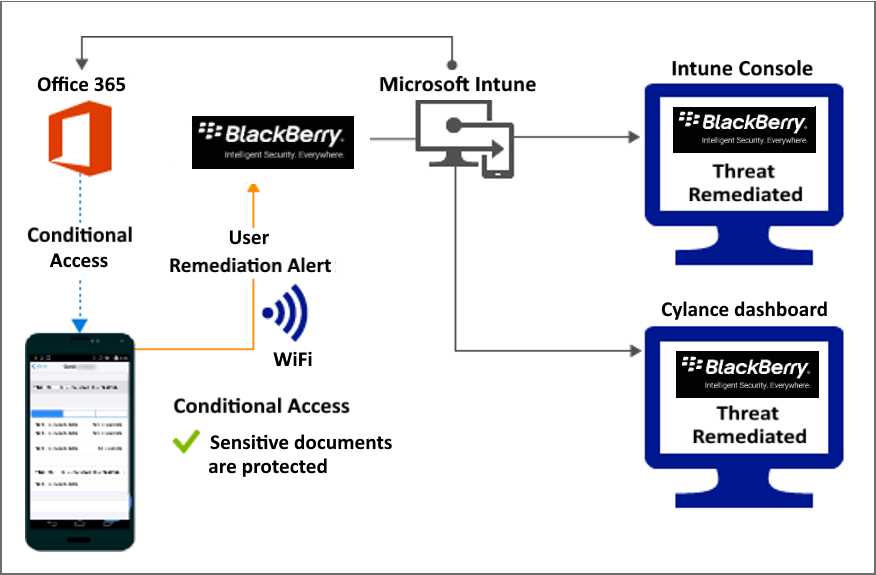 Office 365
Microsoft Intune
Intune Console
BlackBerry.
Intelligent Security. Everywhere.
BlackBerry.
Intelligent Security. Everywhere.
Threat
Remediated
Conditional
Access
User
Remediation Alert
WiFi
Cylance dashboard
BlackBerry.
Intelligent Security. Everywhere.
Threat
Remediated
Conditional Access
Sensitive documents
are protected